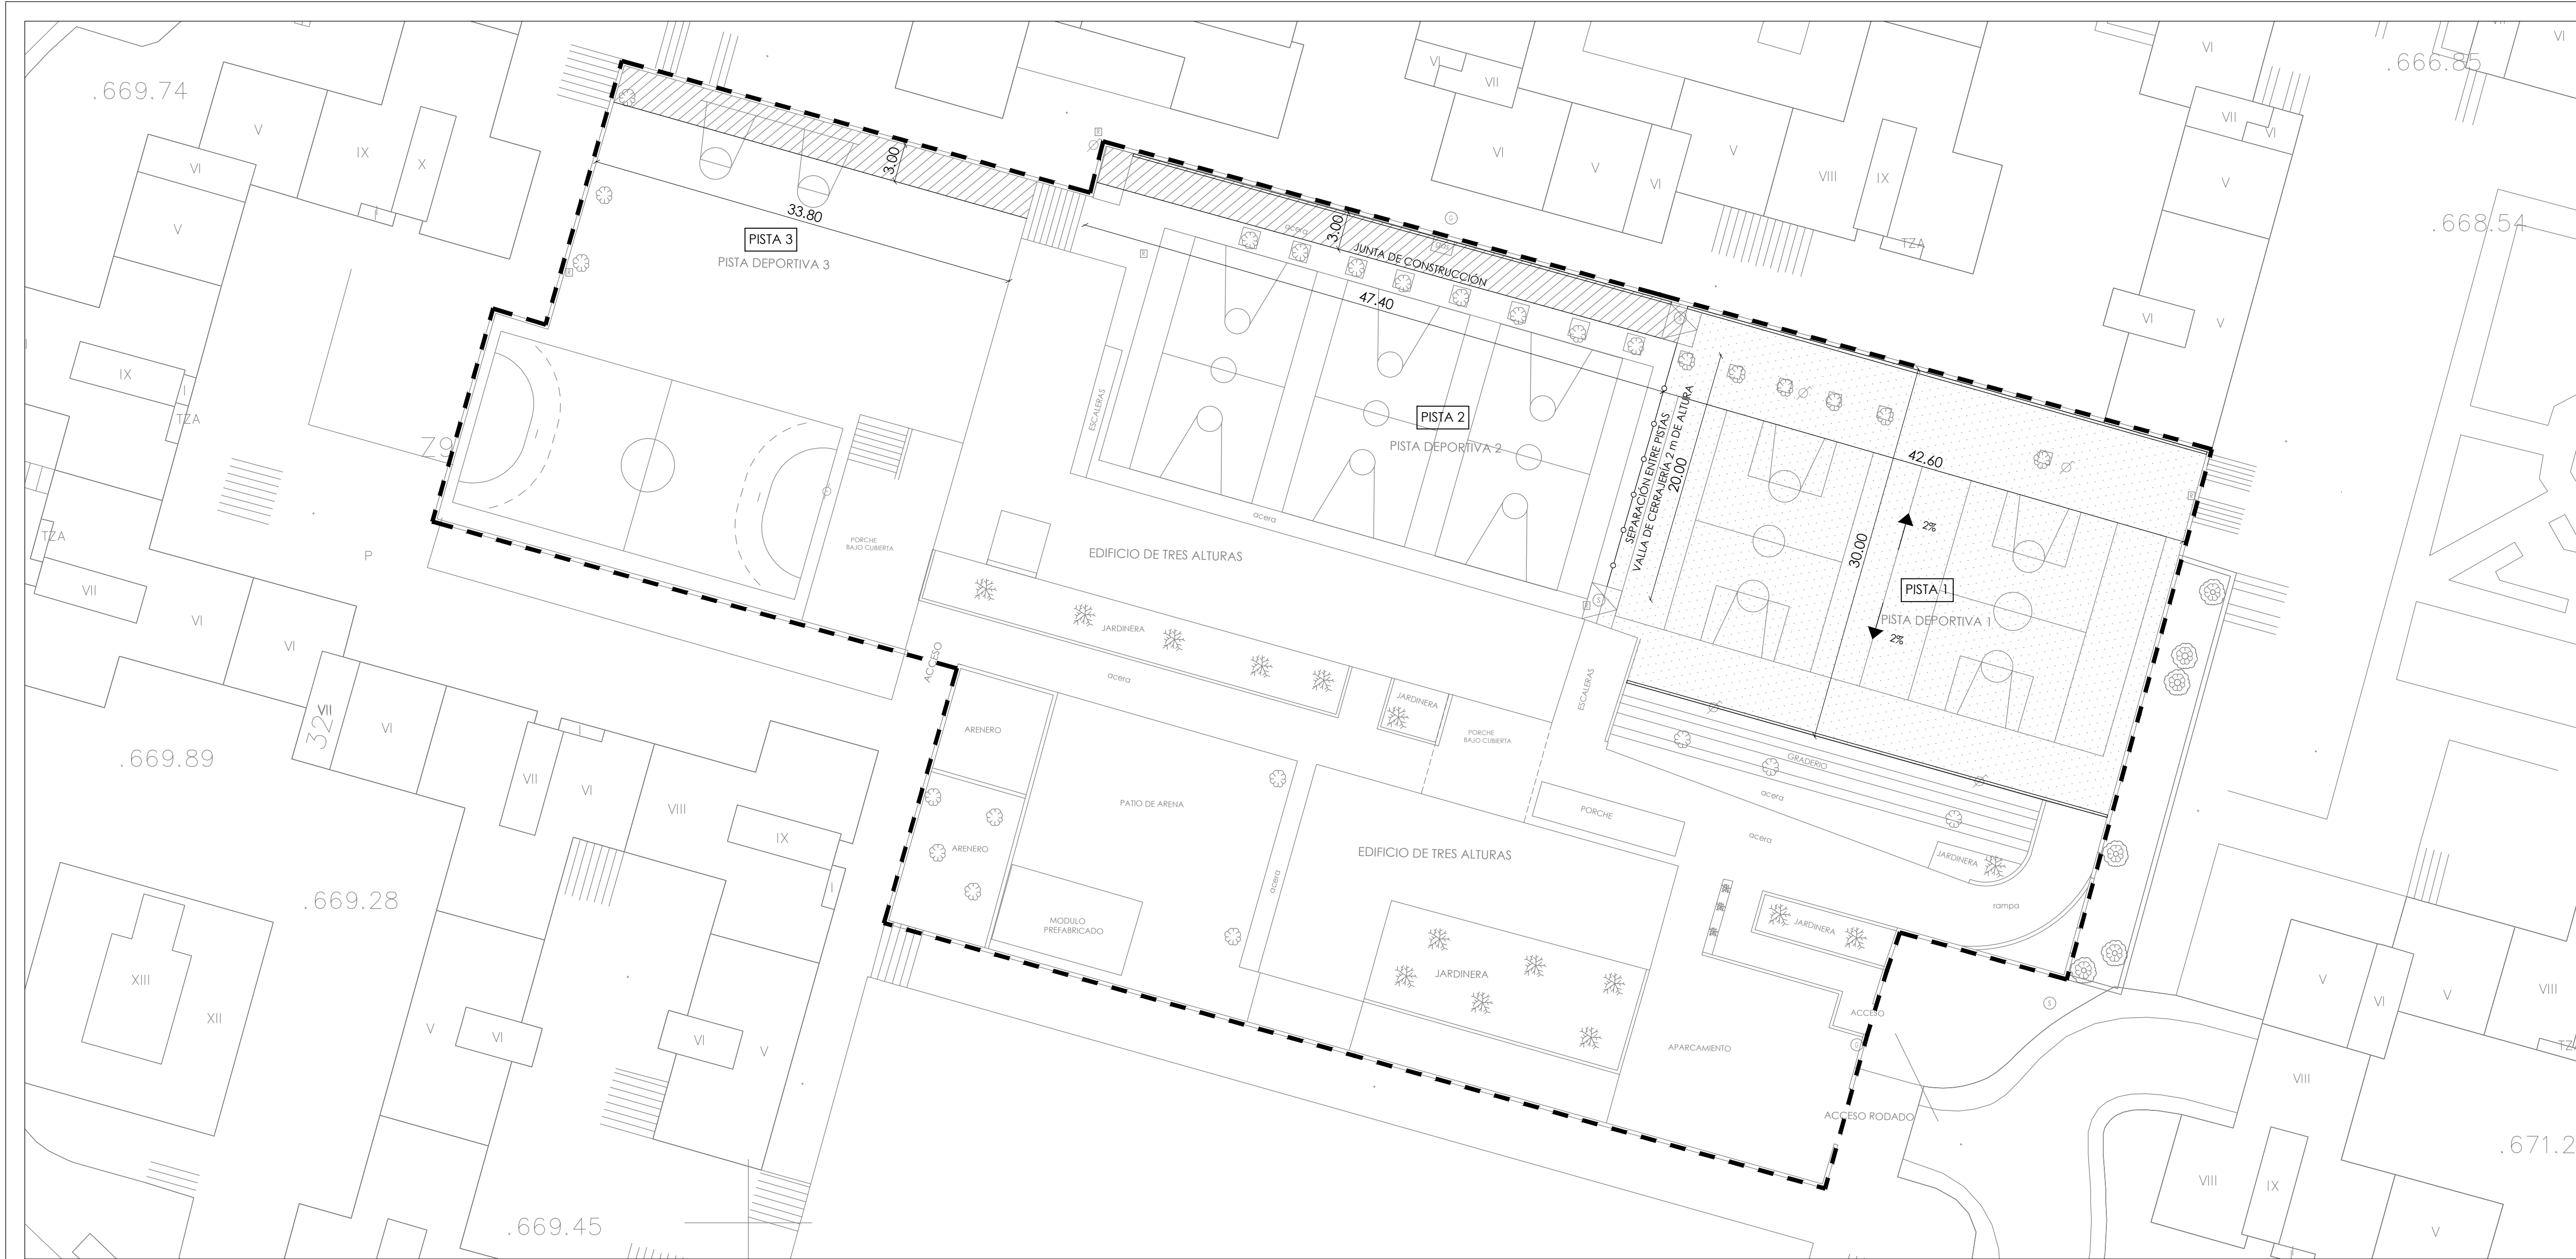 VI
VI
.669.74
.666.85
VI
VII
VII
VI
V
IX
X
VI
V
VI
V
VI
VIII
IX
V
V
I
3.00
33.80
PISTA 3
PISTA DEPORTIVA 3
R
R
R
G
acera
3.00
gas
JUNTA DE CONSTRUCCIÓN
47.40
TZA
.668.54
VI
V
IX
I
TZA
Z9
ESCALERAS
PISTA 2
PISTA DEPORTIVA 2
SEPARACIÓN ENTRE PISTAS
VALLA DE CERRAJERÍA 2 m DE ALTURA
20.00
42.60
R
30.00
2%
2%
PISTA 1
PISTA DEPORTIVA 1
acera
TZA
P
VII
VI
VI
PORCHE
BAJO CUBIERTA
EDIFICIO DE TRES ALTURAS
R
S
JARDINERA
ACCESO
acera
ESCALERAS
JARDINERA
PORCHE
BAJO CUBIERTA
VII
32
VI
I
ARENERO
.669.89
VII
VI
VIII
IX
PATIO DE ARENA
GRADERIO
acera
PORCHE
acera
EDIFICIO DE TRES ALTURAS
ARENERO
JARDINERA
I
acera
rampa
.669.28
MODULO
PREFABRICADO
JARDINERA
JARDINERA
XIII
XII
V
VI
VI
V
S
ACCESO
G
APARCAMIENTO
V
VI
V
VIII
VIII
ACCESO RODADO
.671.2
VIII
IX
V
I
.669.45